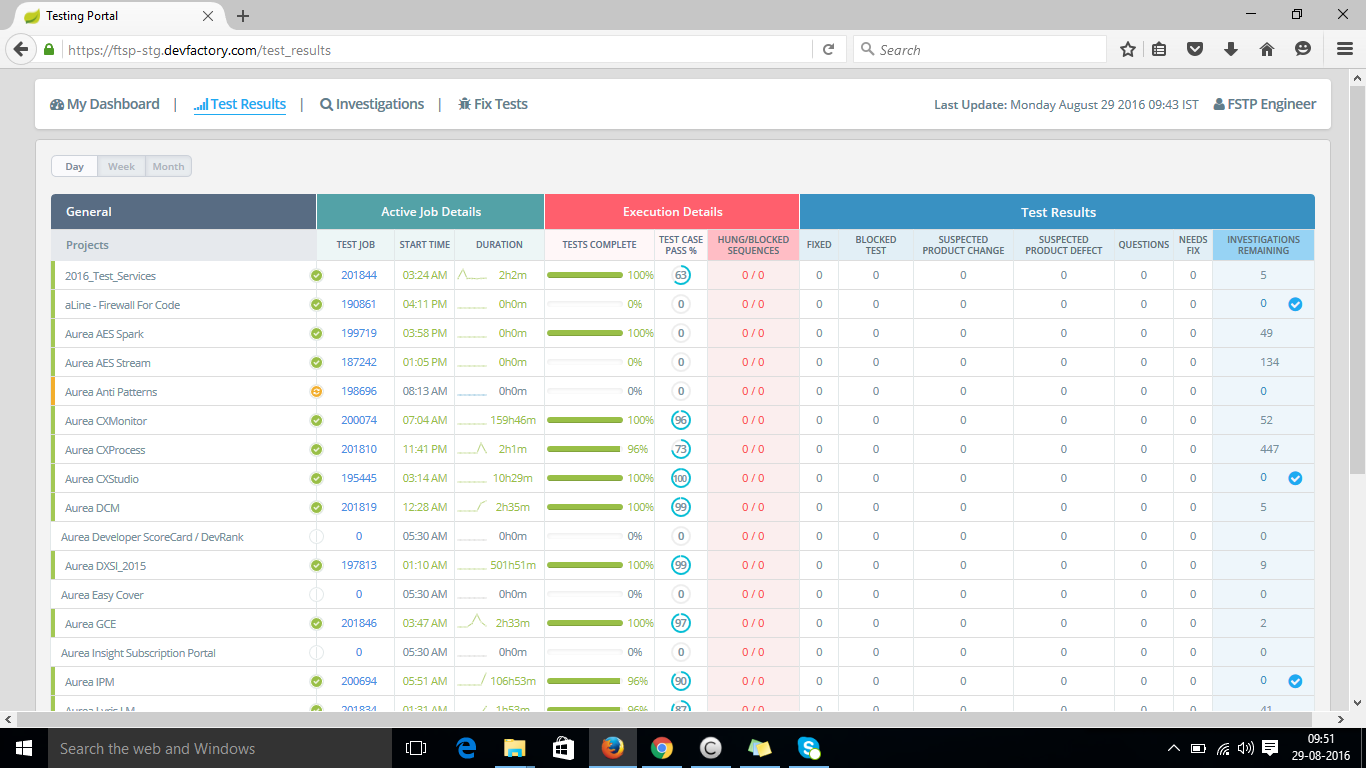 Testing Portal
https://ftsp-stg.devfactory.com/test_results
Search
My Dashboard | Test Results | Investigations | Fix Tests
Last Update: Monday August 29 2016 09:43 IST FSTP Engineer
Day Week Month
General Active Job Details Execution Details Test Results
Projects TEST JOB START TIME DURATION TESTS COMPLETE TEST CASE PASS % HUNG/BLOCKED SEQUENCES FIXED BLOCKED TEST SUSPECTED PRODUCT CHANGE SUSPECTED PRODUCT DEFECT QUESTIONS NEEDS FIX INVESTIGATIONS REMAINING
2016_Test_Services 201844 03:24 AM 2h2m 100% 63 0 / 0 0 0 0 0 0 0 5
aLine - Firewall For Code 190861 04:11 PM 0h0m 0% 0 0 / 0 0 0 0 0 0 0 0
Aurea AES Spark 199719 03:58 PM 0h0m 100% 0 0 / 0 0 0 0 0 0 0 49
Aurea AES Stream 187242 01:05 PM 0h0m 0% 0 0 / 0 0 0 0 0 0 0 134
Aurea Anti Patterns 198696 08:13 AM 0h0m 0% 0 0 / 0 0 0 0 0 0 0 0
Aurea CXMonitor 200074 07:04 AM 159h46m 100% 96 0 / 0 0 0 0 0 0 0 52
Aurea CXProcess 201810 11:41 PM 2h1m 96% 73 0 / 0 0 0 0 0 0 0 447
Aurea CXStudio 195445 03:14 AM 10h29m 100% 100 0 / 0 0 0 0 0 0 0 0
Aurea DCM 201819 12:28 AM 2h35m 100% 99 0 / 0 0 0 0 0 0 0 5
Aurea Developer ScoreCard / DevRank 0 05:30 AM 0h0m 0% 0 0 / 0 0 0 0 0 0 0 0
Aurea DXSI_2015 197813 01:10 AM 501h51m 100% 99 0 / 0 0 0 0 0 0 0 9
Aurea Easy Cover 0 05:30 AM 0h0m 0% 0 0 / 0 0 0 0 0 0 0 0
Aurea GCE 201846 03:47 AM 2h33m 100% 97 0 / 0 0 0 0 0 0 0 2
Aurea Insight Subscription Portal 0 05:30 AM 0h0m 0% 0 0 / 0 0 0 0 0 0 0 0
Aurea IPM 200694 05:51 AM 106h53m 96% 90 0 / 0 0 0 0 0 0 0 0
Aurea Lyris LM 201834 01:31 AM 1h53m 96% 87 0 / 0 0 0 0 0 0 0 41
Search the web and Windows
09:51
29-08-2016